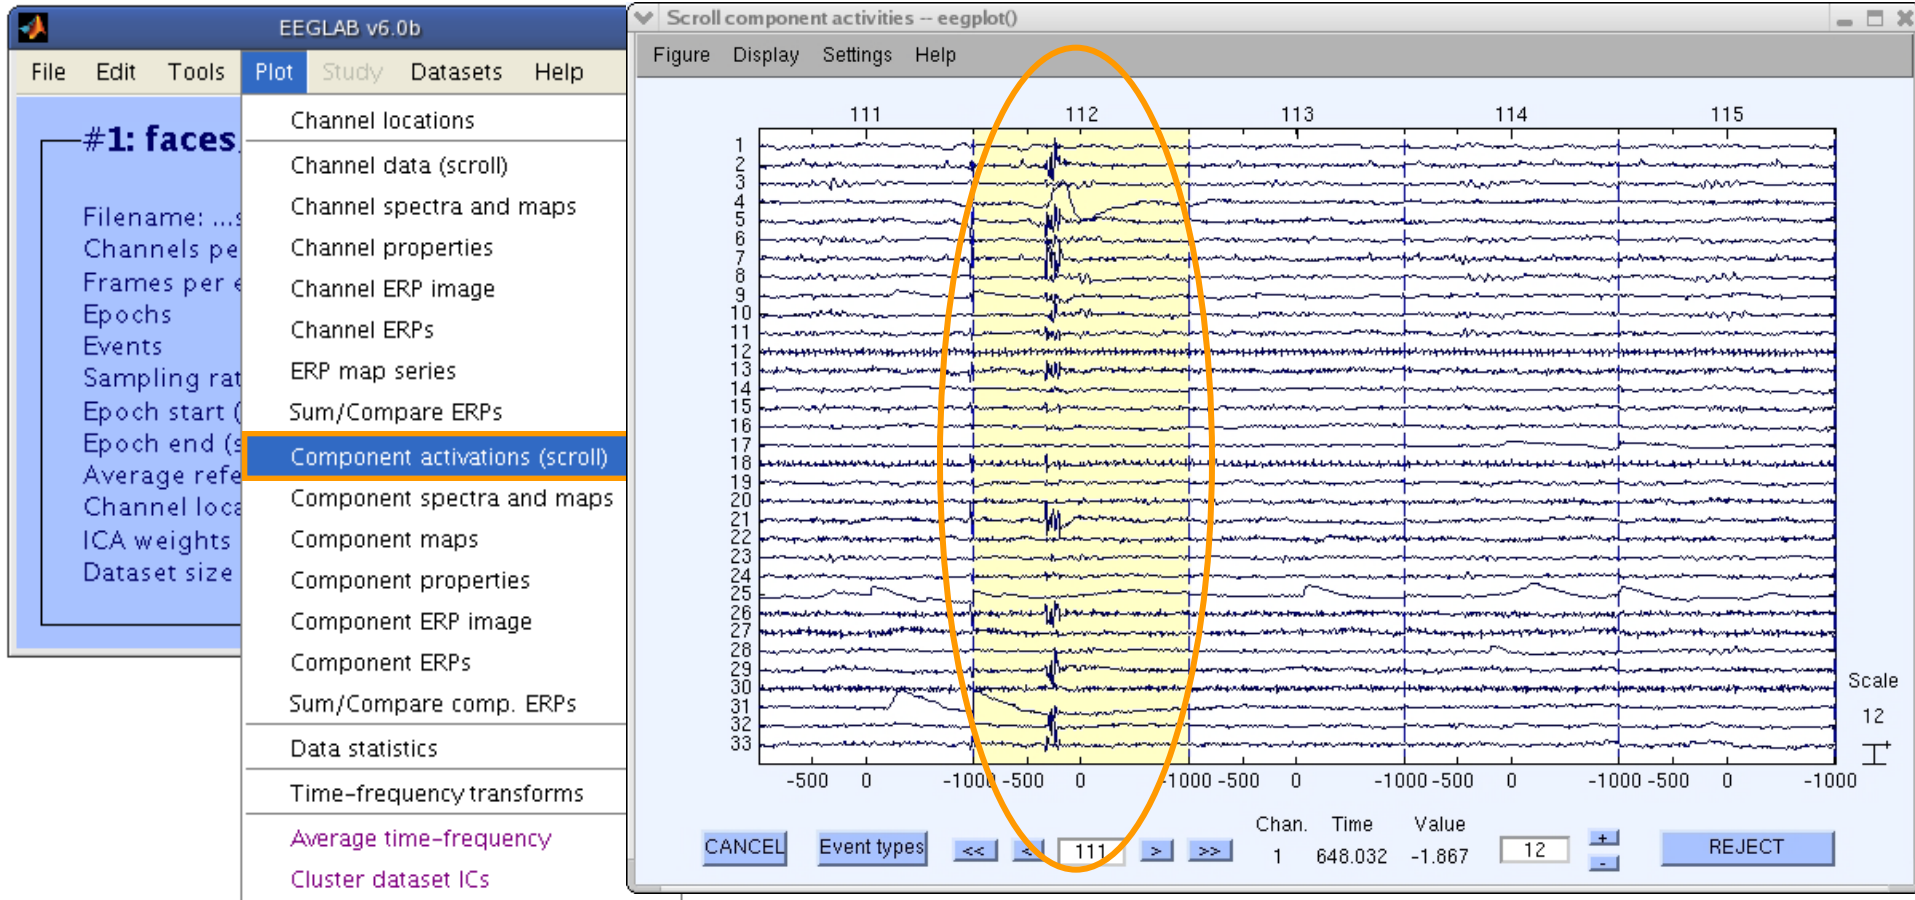 EEGLAB v6.0b
File Edit Tools Plot Study Datasets Help
#1: faces
Filename: ...s
Channels pe
Frames per e
Epochs
Events
Sampling rat
Epoch start (
Epoch end (s
Average refe
Channel loca
ICA weights
Dataset size
Channel locations
Channel data (scroll)
Channel spectra and maps
Channel properties
Channel ERP image
Channel ERPs
ERP map series
Sum/Compare ERPs
Component activations (scroll)
Component spectra and maps
Component maps
Component properties
Component ERP image
Component ERPs
Sum/Compare comp. ERPs
Data statistics
Time-frequency transforms
Average time-frequency
Cluster dataset ICs
Scroll component activities -- eegplot()
Figure Display Settings Help
111 112 113 114 115
1
2
3
4
5
6
7
8
9
10
11
12
13
14
15
16
17
18
19
20
21
22
23
24
25
26
27
28
29
30
31
32
33
Scale
12
+
-500 0 -1000 -500 0 -1000 -500 0 -1000 -500 0 -1000 -500 0 -1000
Chan. Time Value
CANCEL Event types << < 111 > >> 1 648.032 -1.867 12 + - REJECT